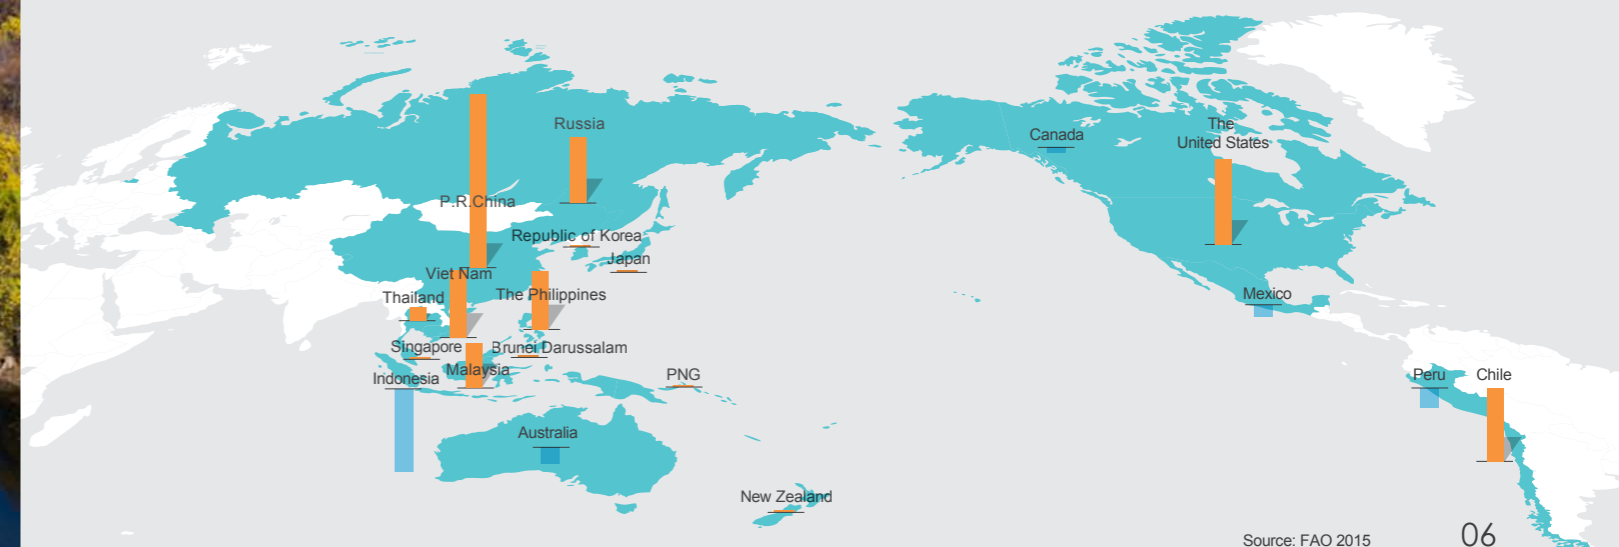 Russia
Canada
The
United States
P.R.China
Republic of Korea
Japan
Viet Nam
Thailand
The Philippines
Mexico
Singapore
Brunei Darussalam
Malaysia
Indonesia
PNG
Peru
Chile
Australia
New Zealand
Source: FAO 2015
06